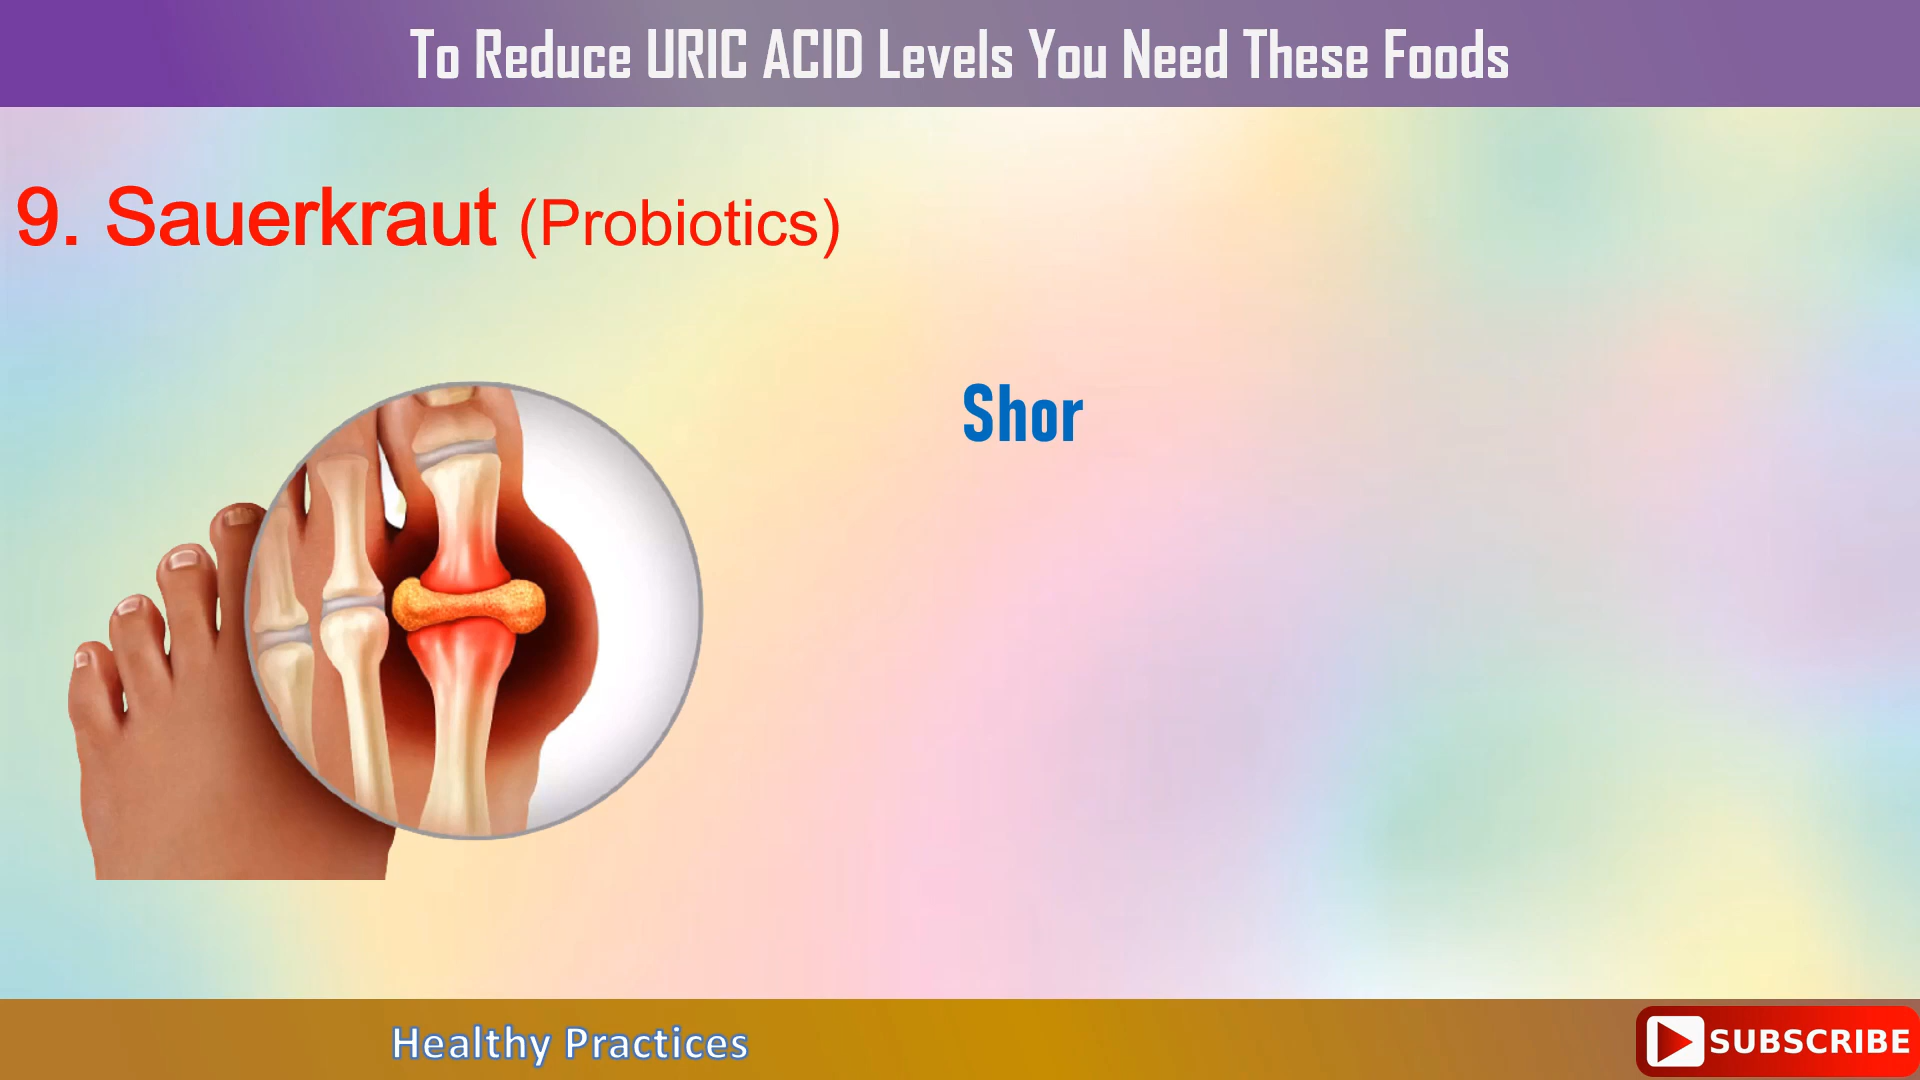 To Reduce URIC ACID Levels You Need These Foods
9. Sauerkraut (Probiotics)
Shor
Healthy Practices
SUBSCRIBE